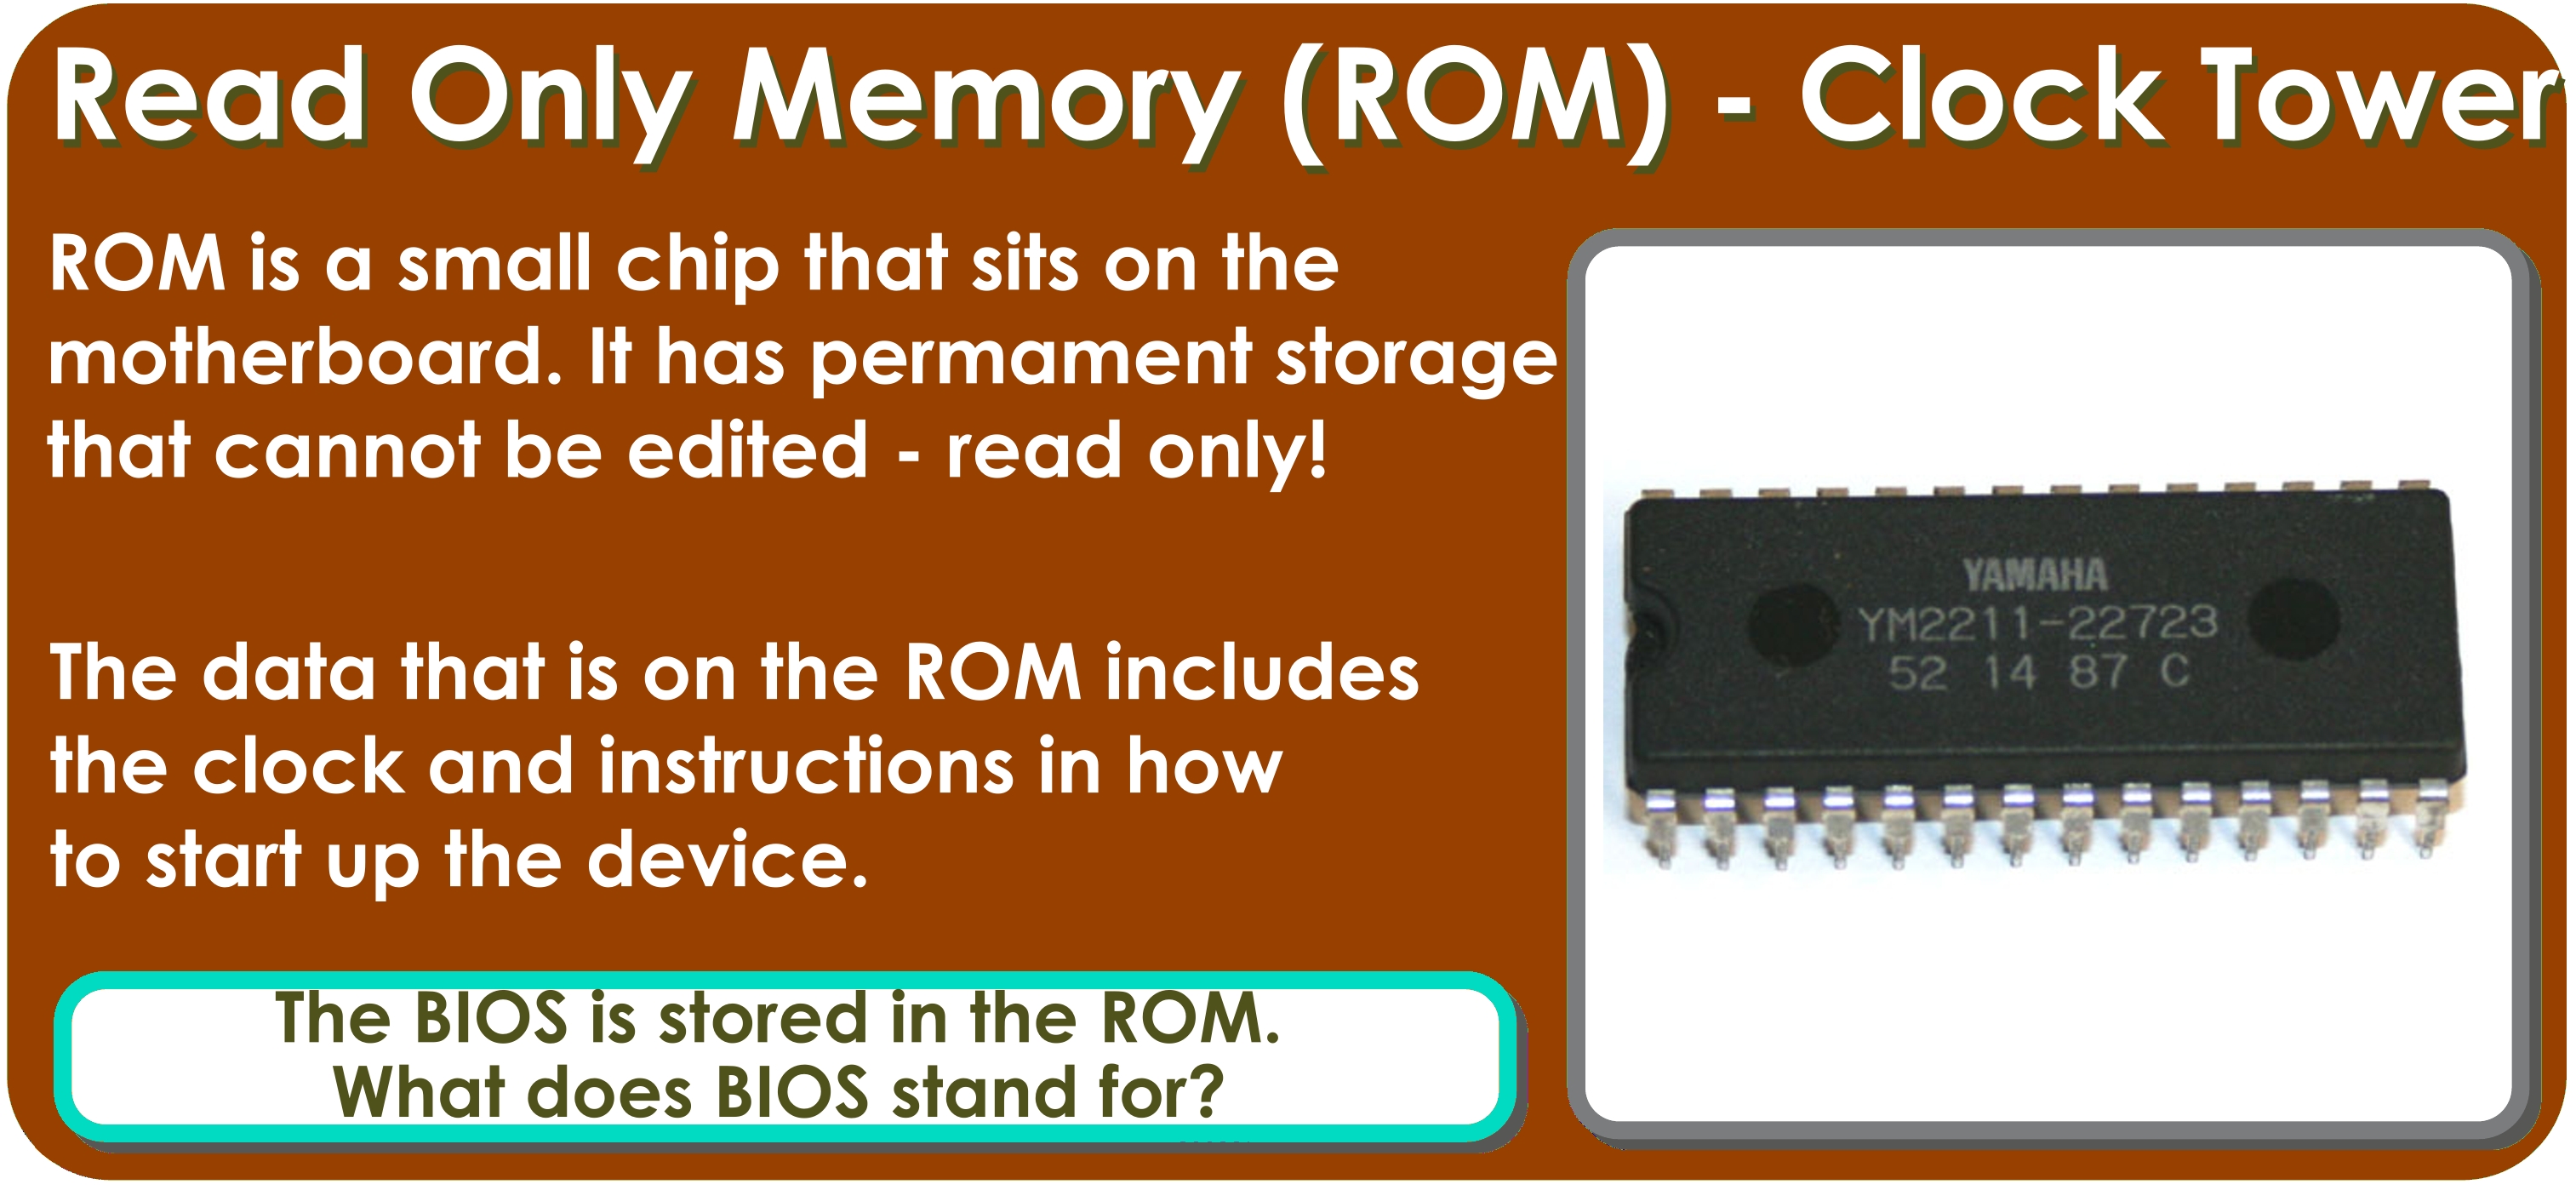 Read Only Memory (ROM) - Clock Tower
ROM is a small chip that sits on the
motherboard. It has permament storage
that cannot be edited - read only!
The data that is on the ROM includes
the clock and instructions in how
to start up the device.
The BIOS is stored in the ROM.
What does BIOS stand for?
YAMAHA
YM2211-22723
52 14 87 C